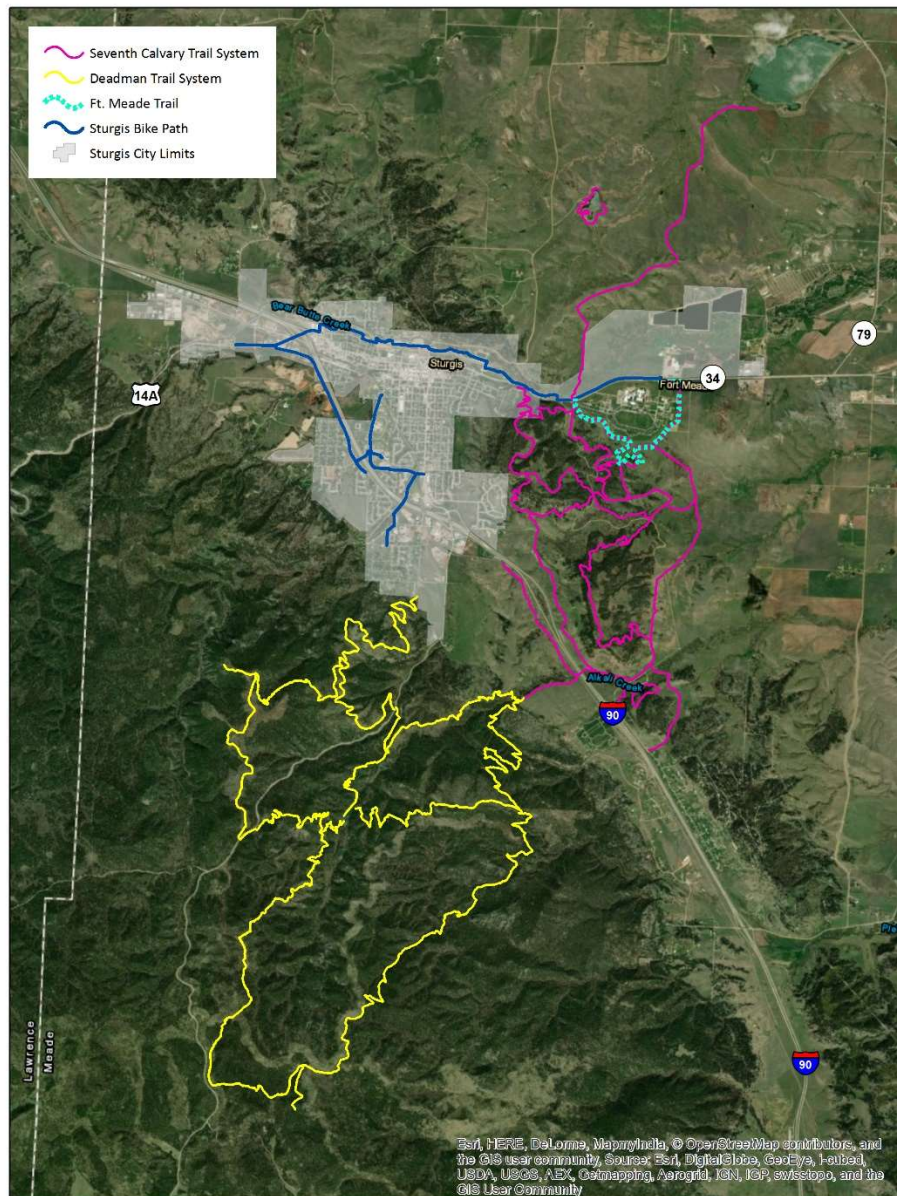 Seventh Calvary Trail System
Deadman Trail System
Ft. Meade Trail
Sturgis Bike Path
Sturgis City Limits
Bear Butte Creek
79
Sturgis
34
Fort Mead
14A
Alkali Creek
90
Lawrence
Meade
90
Esri, HERE, DeLorme, MapmyIndia, © OpenStreetMap contributors, and
the GIS user community, Source: Esri, DigitalGlobe, GeoEye, i-cubed,
USDA, USGS, AEX, Getmapping, Aerogrid, IGN, IGP, swisstopo, and the
GIS User Community